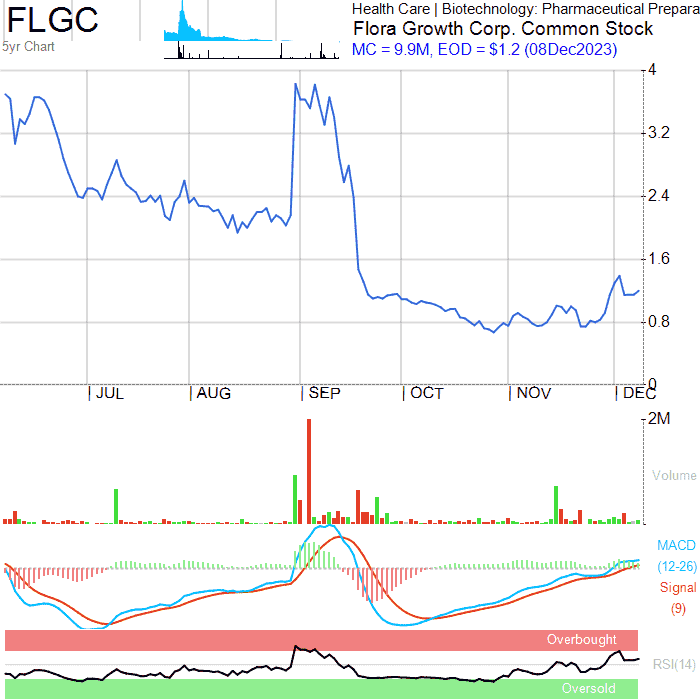 FLGC
5yr Chart
Health Care | Biotechnology: Pharmaceutical Prepara
Flora Growth Corp. Common Stock
MC = 9.9M, EOD = $1.2 (08Dec2023)
4
3.2
2.4
1.6
0.8
0
JUL AUG SEP OCT NOV DEC
2M
Volume
MACD
(12-26)
Signal
(9)
Overbought
RSI(14)
Oversold